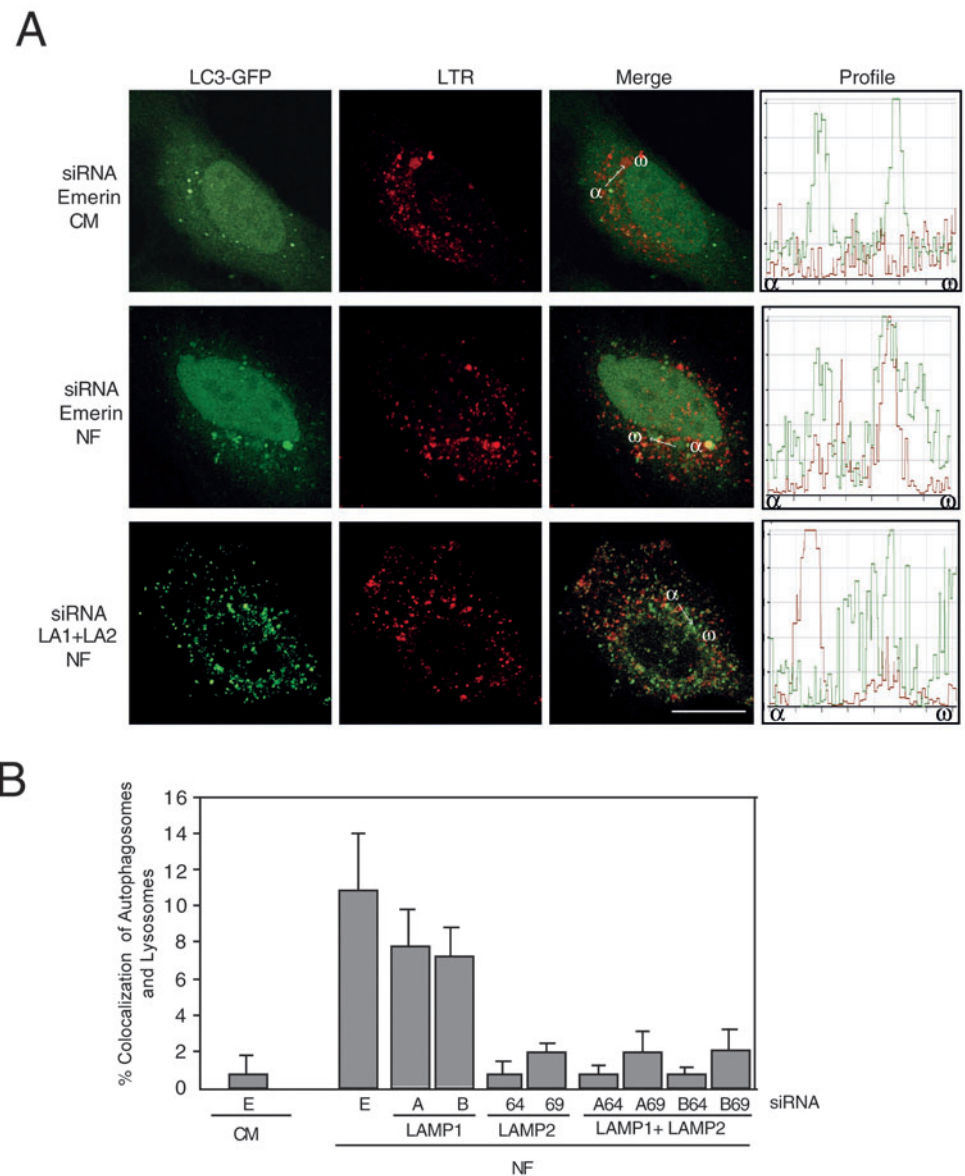 A
LC3-GFP LTR Merge Profile
siRNA
Emerin
CM
α ω
α ω
siRNA
Emerin
NF
ω α
α ω
siRNA
LA1+LA2
NF
α ω
α ω
B
% Colocalization of Autophagosomes
and Lysosomes
16
14
12
10
8
6
4
2
0
E E A B 64 69 A64 A69 B64 B69 siRNA
CM LAMP1 LAMP2 LAMP1+ LAMP2
NF